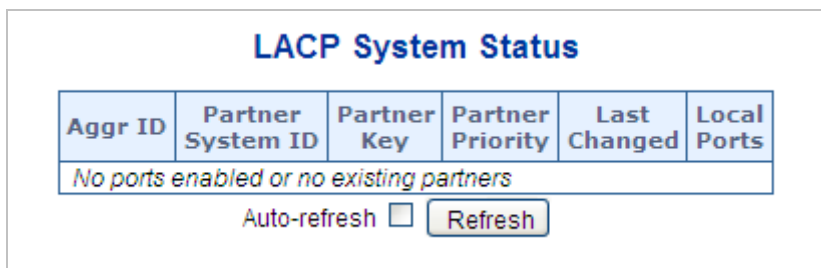 LACP System Status
Aggr ID Partner System ID Partner Key Partner Priority Last Changed Local Ports
No ports enabled or no existing partners
Auto-refresh Refresh